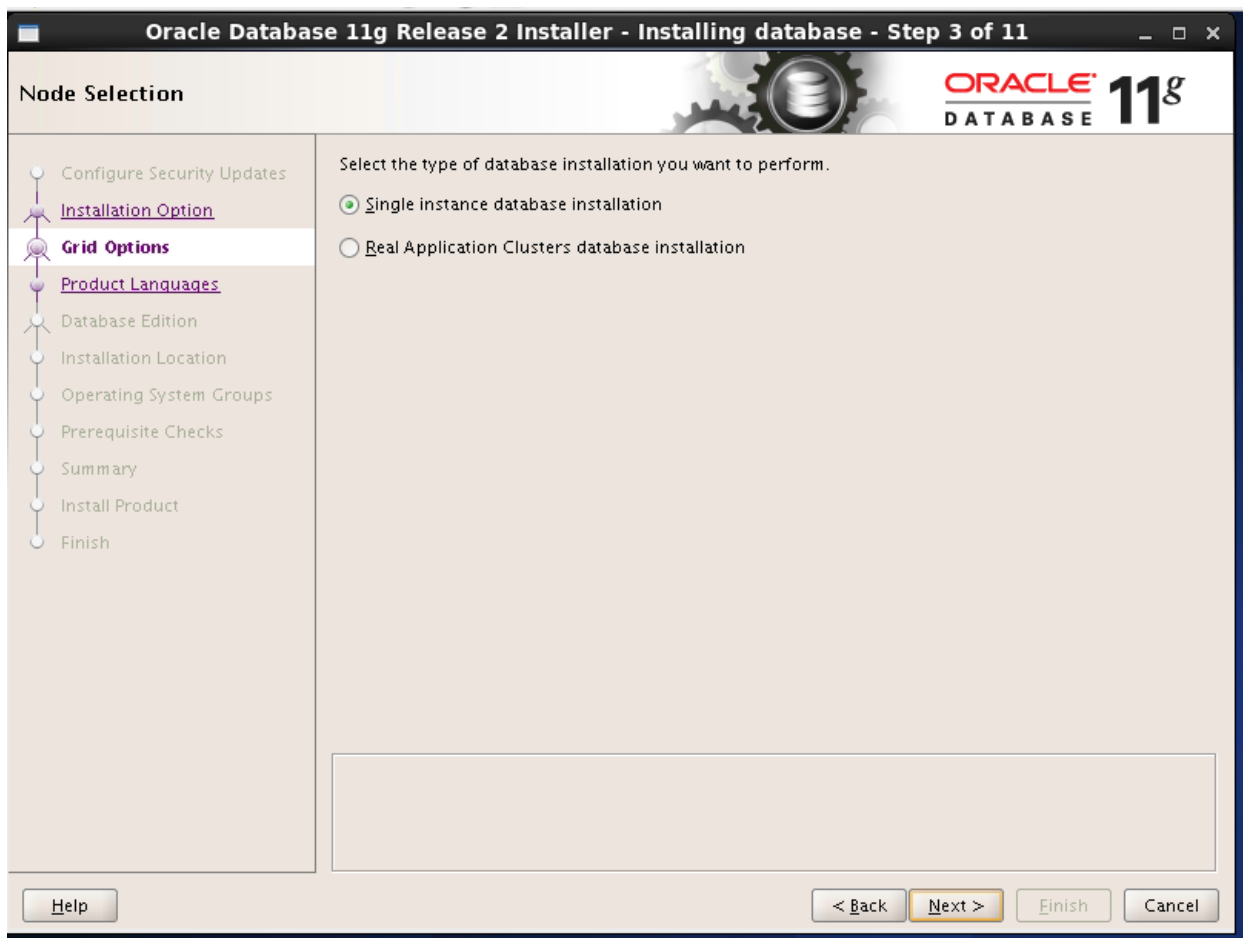 Oracle Database 11g Release 2 Installer - Installing database - Step 3 of 11
Node Selection
ORACLE
DATABASE
11g
Configure Security Updates
Installation Option
Grid Options
Product Languages
Database Edition
Installation Location
Operating System Groups
Prerequisite Checks
Summary
Install Product
Finish
Select the type of database installation you want to perform.
Single instance database installation
Real Application Clusters database installation
Help
< Back
Next >
Finish
Cancel